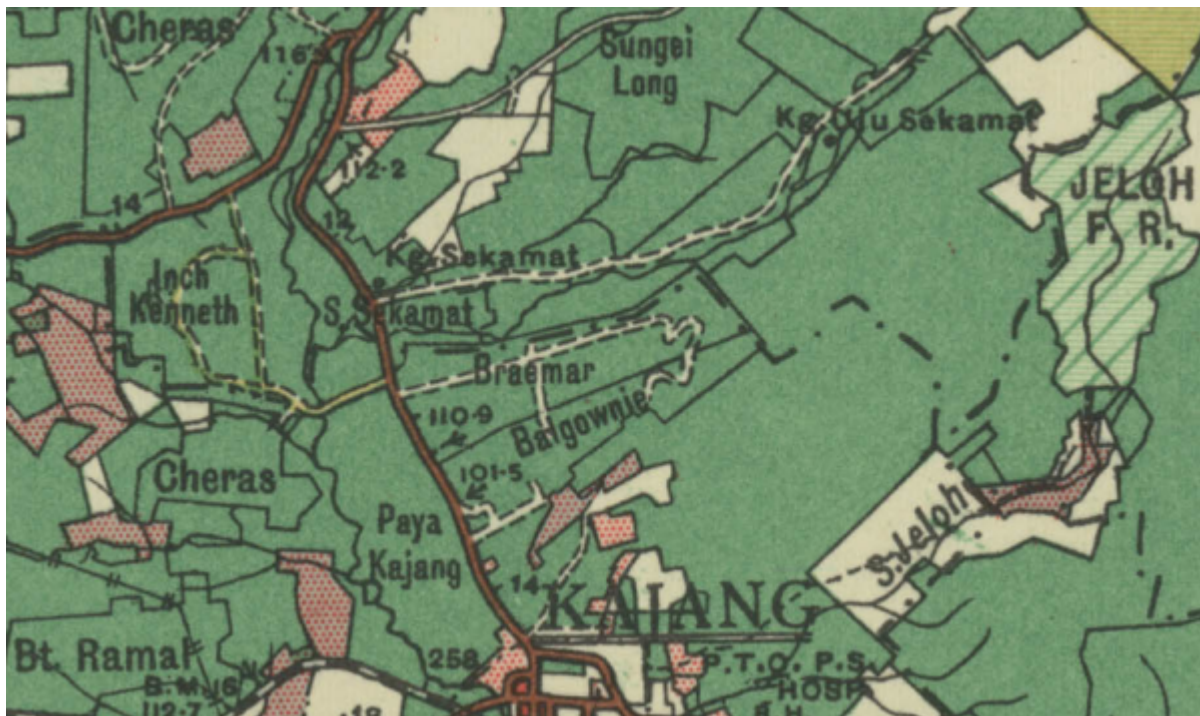 Cheras
116·3
Sungei
Long
Kg. Ulu Sekamat
112·2
JELOH
F. R.
14
12
Kg. Sekamat
Inch
Kenneth
S. Sekamat
Braemar
110·9
Balgownie
Cheras
101·5
Paya
Kajang
S. Jeloh
14
KAJANG
Bt. Ramal
258
P.T.O. P.S.
B.M. 16
HOSP.
112·7
18
R.H.